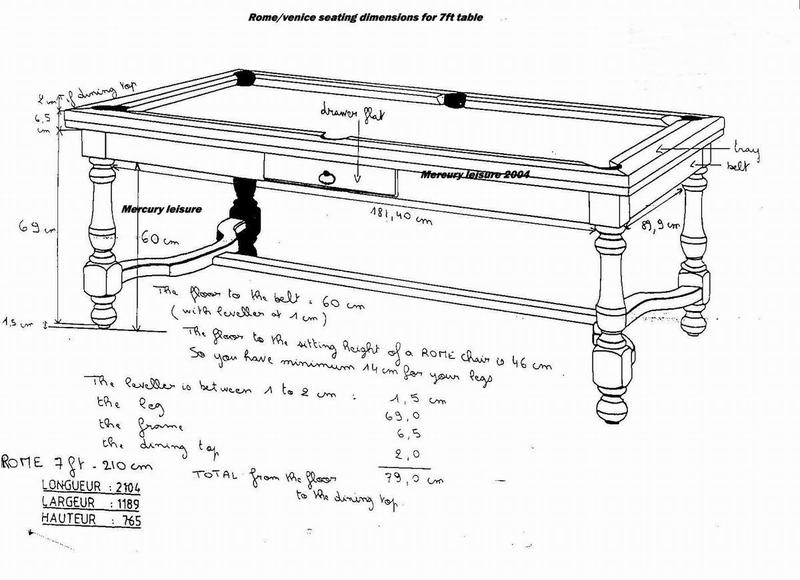 Rome/venice seating dimensions for 7ft table
2 cm of dining top
6,5 cm
drawer flat
tray
belt
Mercury leisure 2004
Mercury leisure
181,40 cm
89,9 cm
69 cm
60 cm
1,5 cm
The floor to the belt : 60 cm
(with leveller at 1 cm)
The floor to the sitting height of a ROME chair is 46 cm
So you have minimum 14 cm for your legs
The leveller is between 1 to 2 cm : 1,5 cm
the leg 69,0
the frame 6,5
the dining top 2,0
TOTAL from the floor 79,0 cm
to the dining top
ROME 7 ft - 210 cm
LONGUEUR : 2104
LARGEUR : 1189
HAUTEUR : 765